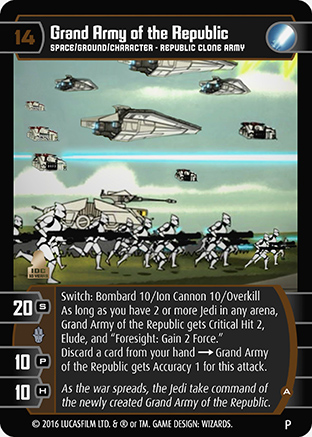 14
Grand Army of the Republic
SPACE/GROUND/CHARACTER - REPUBLIC CLONE ARMY
IDC
20 S
Switch: Bombard 10/Ion Cannon 10/Overkill
As long as you have 2 or more Jedi in any arena,
Grand Army of the Republic gets Critical Hit 2,
Elude, and "Foresight: Gain 2 Force."
10 P
Discard a card from your hand → Grand Army
of the Republic gets Accuracy 1 for this attack.
10 H
As the war spreads, the Jedi take command of
the newly created Grand Army of the Republic.
A
© 2016 LUCASFILM LTD. & ® or TM. GAME DESIGN: WIZARDS.
P